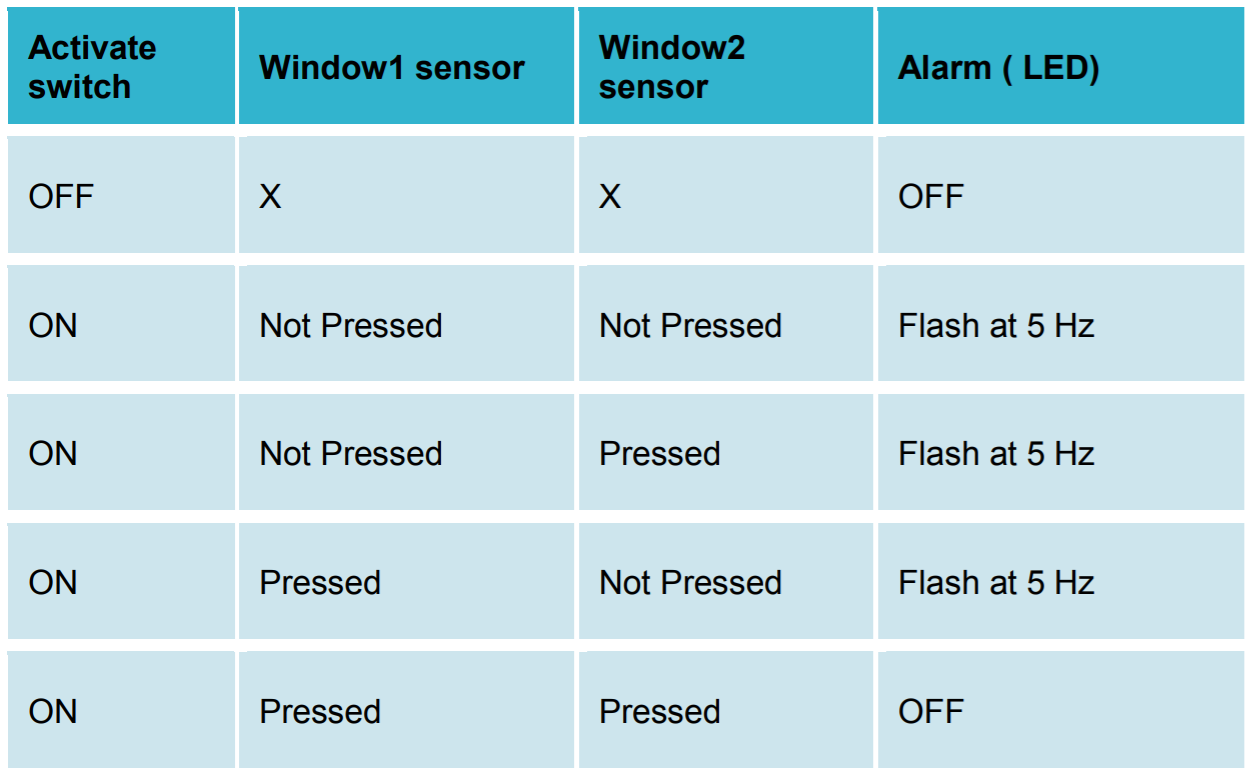 Activate switch Window1 sensor Window2 sensor Alarm ( LED)
OFF X X OFF
ON Not Pressed Not Pressed Flash at 5 Hz
ON Not Pressed Pressed Flash at 5 Hz
ON Pressed Not Pressed Flash at 5 Hz
ON Pressed Pressed OFF